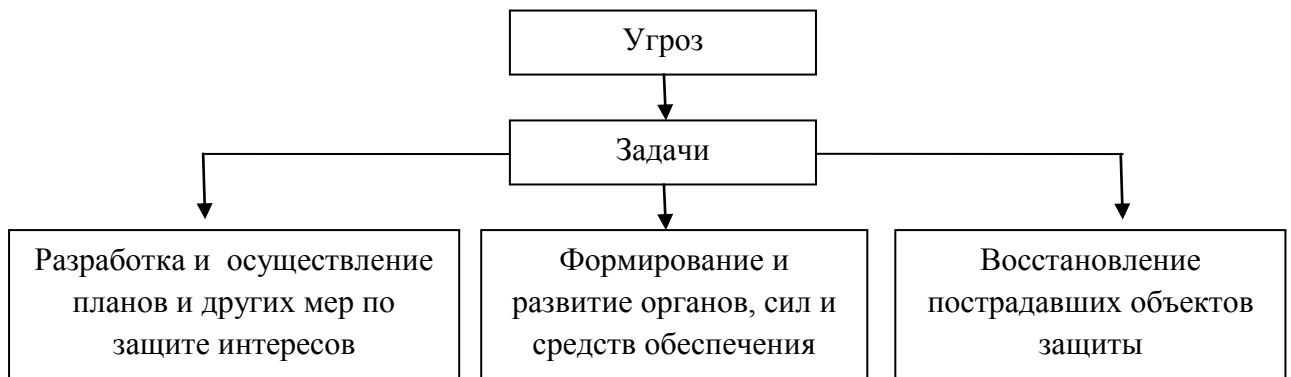 Угроз
Задачи
Разработка и осуществление
планов и других мер по
защите интересов
Формирование и
развитие органов, сил и
средств обеспечения
Восстановление
пострадавших объектов
защиты